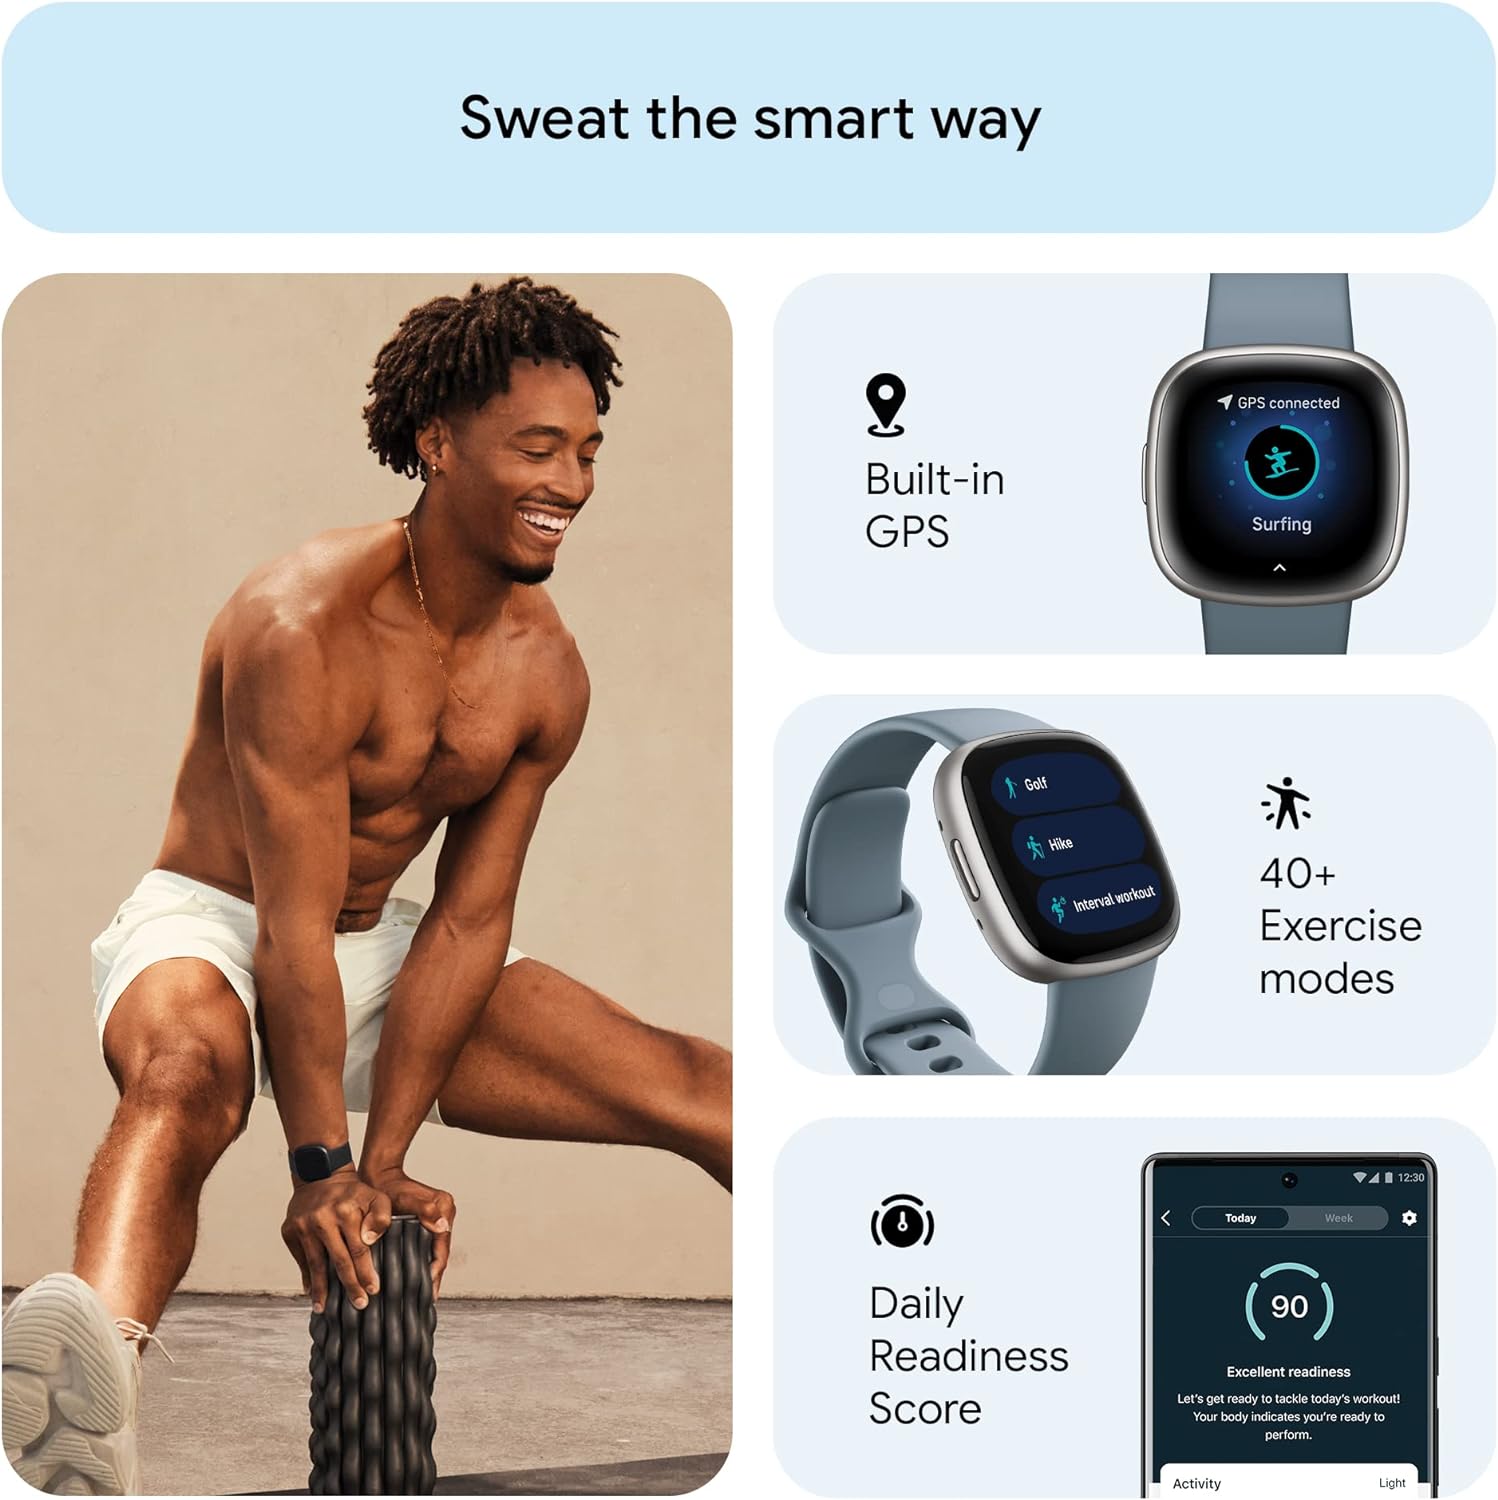 Sweat the smart way
Built-in
GPS
GPS connected
Surfing
Golf
Hike
Interval workout
40+
Exercise
modes
Daily
Readiness
Score
12:30
Today
Week
90
Excellent readiness
Let's get ready to tackle today's workout!
Your body indicates you're ready to
perform.
Activity
Light